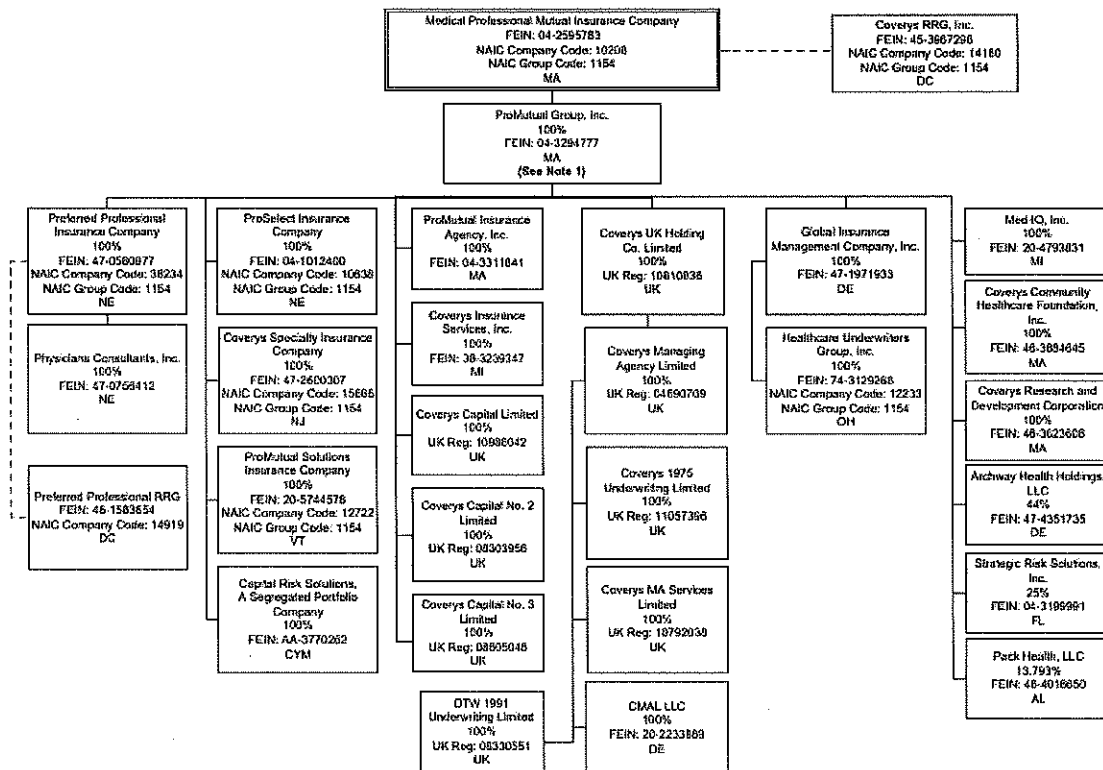 Medical Professional Mutual Insurance Company
FEIN: 04-2595783
NAIC Company Code: 10206
NAIC Group Code: 1154
MA
Coverys RRG, Inc.
FEIN: 45-3667298
NAIC Company Code: 14160
NAIC Group Code: 1154
DC
ProMutual Group, Inc.
100%
FEIN: 04-3294777
MA
(See Note 1)
Preferred Professional
Insurance Company
100%
FEIN: 47-0580977
NAIC Company Code: 36234
NAIC Group Code: 1154
NE
Physicians Consultants, Inc.
100%
FEIN: 47-0756412
NE
Preferred Professional RRG
FEIN: 46-1583654
NAIC Company Code: 14919
DC
ProSelect Insurance
Company
100%
FEIN: 04-1012400
NAIC Company Code: 10638
NAIC Group Code: 1154
NE
Coverys Specialty Insurance
Company
100%
FEIN: 47-2600307
NAIC Company Code: 15686
NAIC Group Code: 1154
NJ
ProMutual Solutions
Insurance Company
100%
FEIN: 20-5744578
NAIC Company Code: 12722
NAIC Group Code: 1154
VT
Capital Risk Solutions,
A Segregated Portfolio
Company
100%
FEIN: AA-3770262
CYM
ProMutual Insurance
Agency, Inc.
100%
FEIN: 04-3311841
MA
Coverys Insurance
Services, Inc.
100%
FEIN: 38-3239347
MI
Coverys Capital Limited
100%
UK Reg: 10886042
UK
Coverys Capital No. 2
Limited
100%
UK Reg: 08303956
UK
Coverys Capital No. 3
Limited
100%
UK Reg: 08605046
UK
DTW 1991
Underwriting Limited
100%
UK Reg: 08330551
UK
Coverys UK Holding
Co. Limited
100%
UK Reg: 10810836
UK
Coverys Managing
Agency Limited
100%
UK Reg: 04690709
UK
Coverys 1975
Underwriting Limited
100%
UK Reg: 11057396
UK
Coverys MA Services
Limited
100%
UK Reg: 10792038
UK
CMAL LLC
100%
FEIN: 20-2233889
DE
Global Insurance
Management Company, Inc.
100%
FEIN: 47-1971933
DE
Healthcare Underwriters
Group, Inc.
100%
FEIN: 74-3129268
NAIC Company Code: 12233
NAIC Group Code: 1154
OH
Med-IQ, Inc.
100%
FEIN: 20-4793831
MI
Coverys Community
Healthcare Foundation,
Inc.
100%
FEIN: 46-3684645
MA
Coverys Research and
Development Corporation
100%
FEIN: 46-3623606
MA
Archway Health Holdings,
LLC
44%
FEIN: 47-4351735
DE
Strategic Risk Solutions,
Inc.
25%
FEIN: 04-3199991
FL
Pack Health, LLC
13.793%
FEIN: 46-4016650
AL